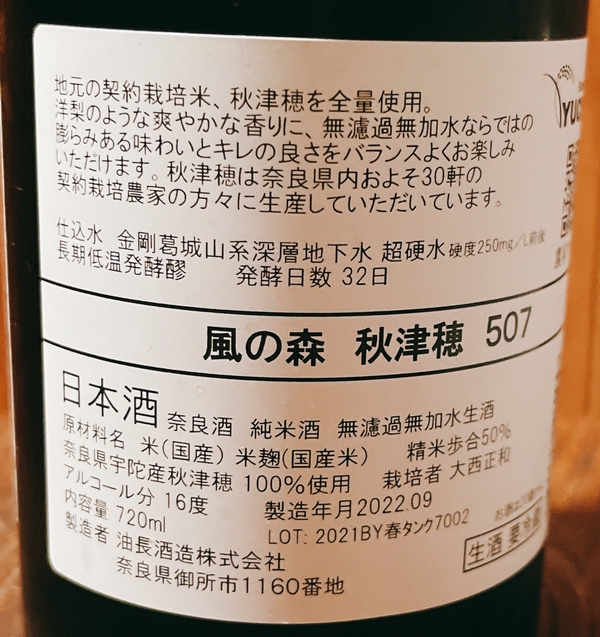 地元の契約栽培米、秋津穂を全量使用。
洋梨のような爽やかな香りに、無濾過無加水ならではの
膨らみある味わいとキレの良さをバランスよくお楽しみ
いただけます。秋津穂は奈良県内およそ30軒の
契約栽培農家の方々に生産していただいています。
仕込水 金剛葛城山系深層地下水 超硬水 硬度250mg/L前後
長期低温発酵醪 発酵日数 32日
風の森 秋津穂 507
日本酒 奈良酒 純米酒 無濾過無加水生酒
原材料名 米(国産) 米麹(国産米) 精米歩合50%
奈良県宇陀産秋津穂 100%使用 栽培者 大西正和
アルコール分 16度
内容量 720ml 製造年月2022.09
製造者 油長酒造株式会社 LOT: 2021BY春タンク7002
奈良県御所市1160番地
生酒 要冷蔵